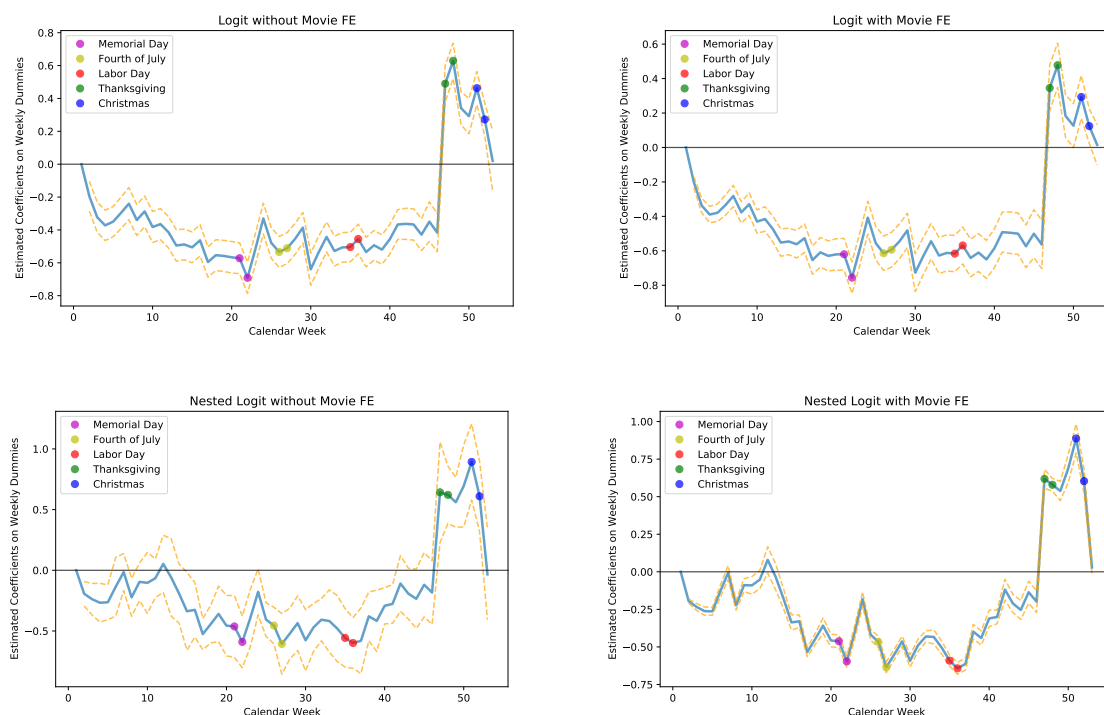 Logit without Movie FE
Estimated Coefficients on Weekly Dummies
0.8
0.6
0.4
0.2
0.0
−0.2
−0.4
−0.6
−0.8
Memorial Day
Fourth of July
Labor Day
Thanksgiving
Christmas
0 10 20 30 40 50
Calendar Week
Logit with Movie FE
Estimated Coefficients on Weekly Dummies
0.6
0.4
0.2
0.0
−0.2
−0.4
−0.6
−0.8
Memorial Day
Fourth of July
Labor Day
Thanksgiving
Christmas
0 10 20 30 40 50
Calendar Week
Nested Logit without Movie FE
Estimated Coefficients on Weekly Dummies
1.0
0.5
0.0
−0.5
Memorial Day
Fourth of July
Labor Day
Thanksgiving
Christmas
0 10 20 30 40 50
Calendar Week
Nested Logit with Movie FE
Estimated Coefficients on Weekly Dummies
1.00
0.75
0.50
0.25
0.00
−0.25
−0.50
−0.75
Memorial Day
Fourth of July
Labor Day
Thanksgiving
Christmas
0 10 20 30 40 50
Calendar Week